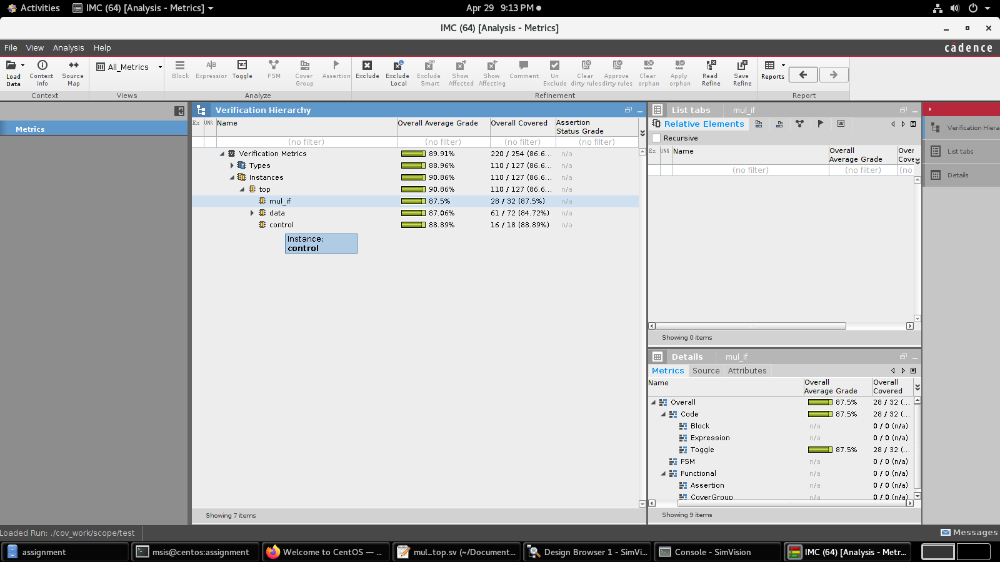 Activities
IMC (64) [Analysis - Metrics]
Apr 29 9:13 PM
IMC (64) [Analysis - Metrics]
File View Analysis Help
cādence
Load Data
Context info
Source Map
Context
All_Metrics
Views
Block
Expression
Toggle
FSM
Cover Group
Assertion
Analyze
Exclude
Exclude Local
Exclude Smart
Show Affected
Show Affecting
Comment
Un Exclude
Clear dirty rules
Approve dirty rules
Clear orphan
Apply orphan
Read Refine
Save Refine
Refinement
Reports
Report
Metrics
Verification Hierarchy
Ex UNR Name Overall Average Grade Overall Covered Assertion Status Grade
(no filter) (no filter) (no filter) (no filter)
Verification Metrics 89.91% 220 / 254 (86.6... n/a
Types 88.96% 110 / 127 (86.6... n/a
Instances 90.86% 110 / 127 (86.6... n/a
top 90.86% 110 / 127 (86.6... n/a
mul_if 87.5% 28 / 32 (87.5%) n/a
data 87.06% 61 / 72 (84.72%) n/a
control 88.89% 16 / 18 (88.89%) n/a
Instance:
control
Showing 7 items
List tabs mul_if
Relative Elements
Recursive
Ex UNR Name Overall Average Grade Over Cove
(no filter) (no filter) (no
Showing 0 items
Details mul_if
Metrics Source Attributes
Name Overall Average Grade Overall Covered
Overall 87.5% 28 / 32 (...
Code 87.5% 28 / 32 (...
Block n/a 0 / 0 (n/a)
Expression n/a 0 / 0 (n/a)
Toggle 87.5% 28 / 32 (...
FSM n/a 0 / 0 (n/a)
Functional n/a 0 / 0 (n/a)
Assertion n/a 0 / 0 (n/a)
CoverGroup n/a 0 / 0 (n/a)
Showing 9 items
Verification Hiera
List tabs
Details
Loaded Run: ./cov_work/scope/test
Messages
assignment
msis@centos:assignment
Welcome to CentOS — ...
mul_top.sv (~/Document...
Design Browser 1 - SimVi...
Console - SimVision
IMC (64) [Analysis - Metr...